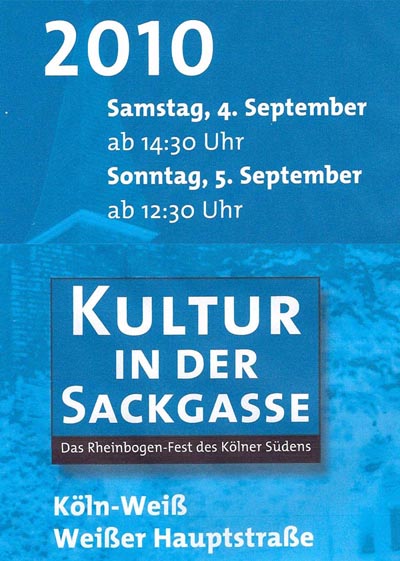 2010
Samstag, 4. September
ab 14:30 Uhr
Sonntag, 5. September
ab 12:30 Uhr
KULTUR
IN DER
SACKGASSE
Das Rheinbogen-Fest des Kölner Südens
Köln-Weiß
Weißer Hauptstraße